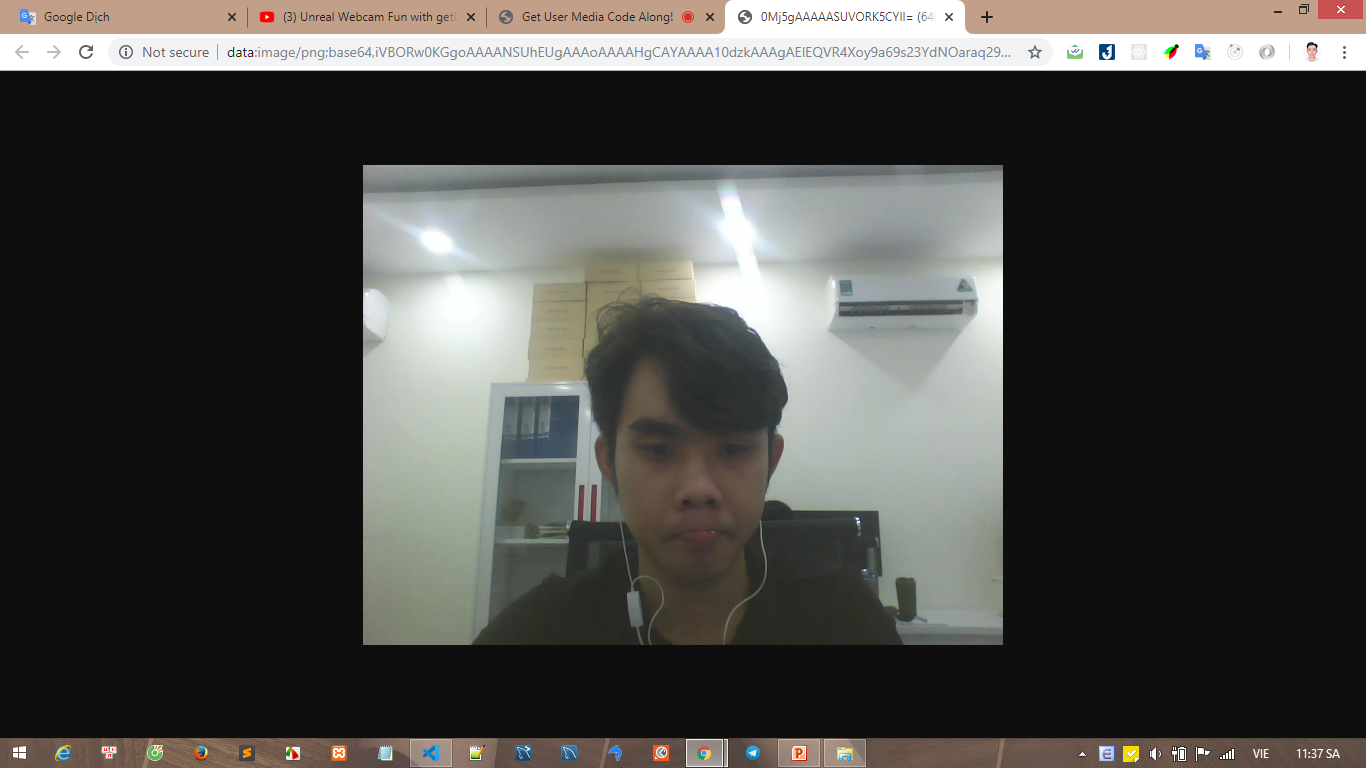 Google Dịch
(3) Unreal Webcam Fun with get
Get User Media Code Along!
0Mj5gAAAAASUVORK5CYII= (64
Not secure
data:image/png;base64,iVBORw0KGgoAAAANSUhEUgAAAoAAAAHgCAYAAAA10dzkAAAgAElEQVR4Xoy9a69s23YdNOaraq29...
VIE
11:37 SA